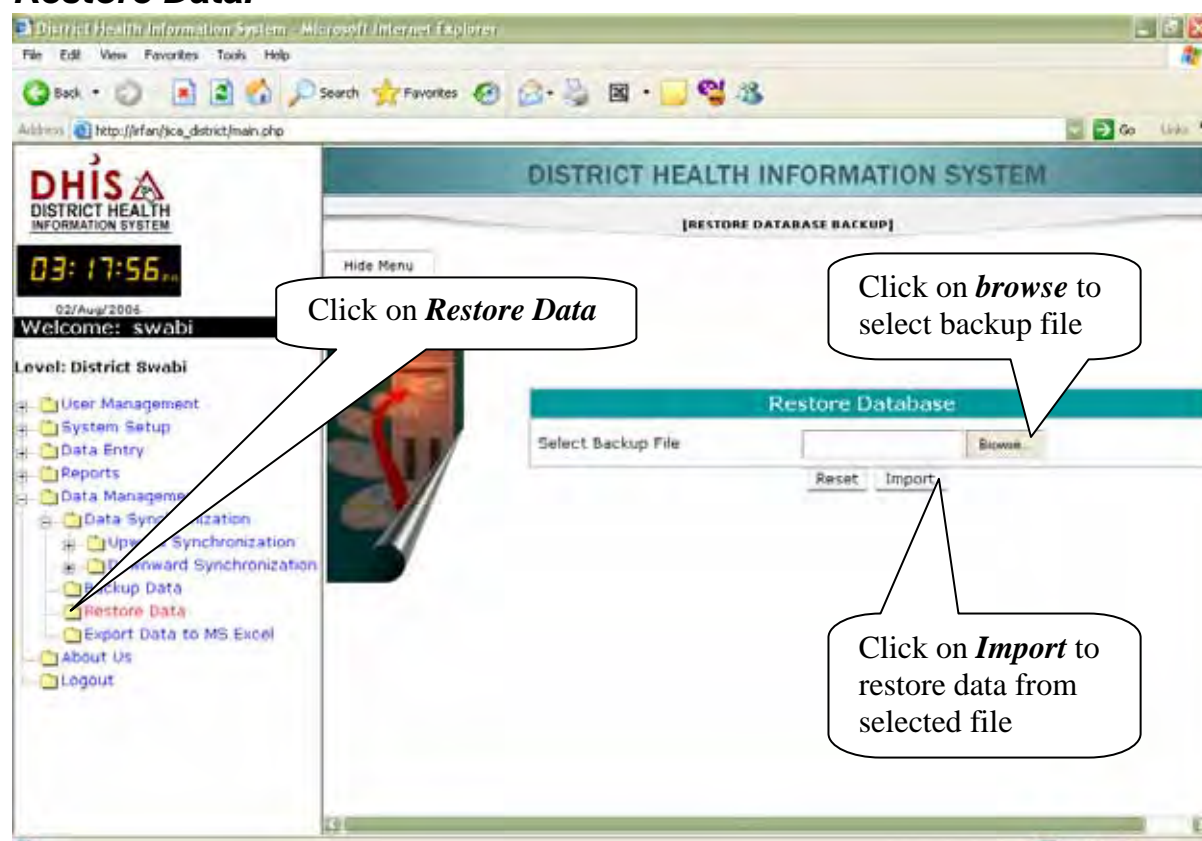 Restore Data:
District Health Information System - Microsoft Internet Explorer
File Edit View Favorites Tools Help
Back Search Favorites
Address http://irfan/jica_district/main.php Go Links
DHIS
DISTRICT HEALTH
INFORMATION SYSTEM
DISTRICT HEALTH INFORMATION SYSTEM
[RESTORE DATABASE BACKUP]
03:17:56
02/Aug/2006
Welcome: swabi
Level: District Swabi
Hide Menu
Click on Restore Data
Click on browse to
select backup file
User Management
System Setup
Data Entry
Reports
Data Manageme
Data Sync ization
Upw Synchronization
ward Synchronization
Backup Data
Restore Data
Export Data to MS Excel
About Us
Logout
Restore Database
Select Backup File Browse...
Reset Import
Click on Import to
restore data from
selected file